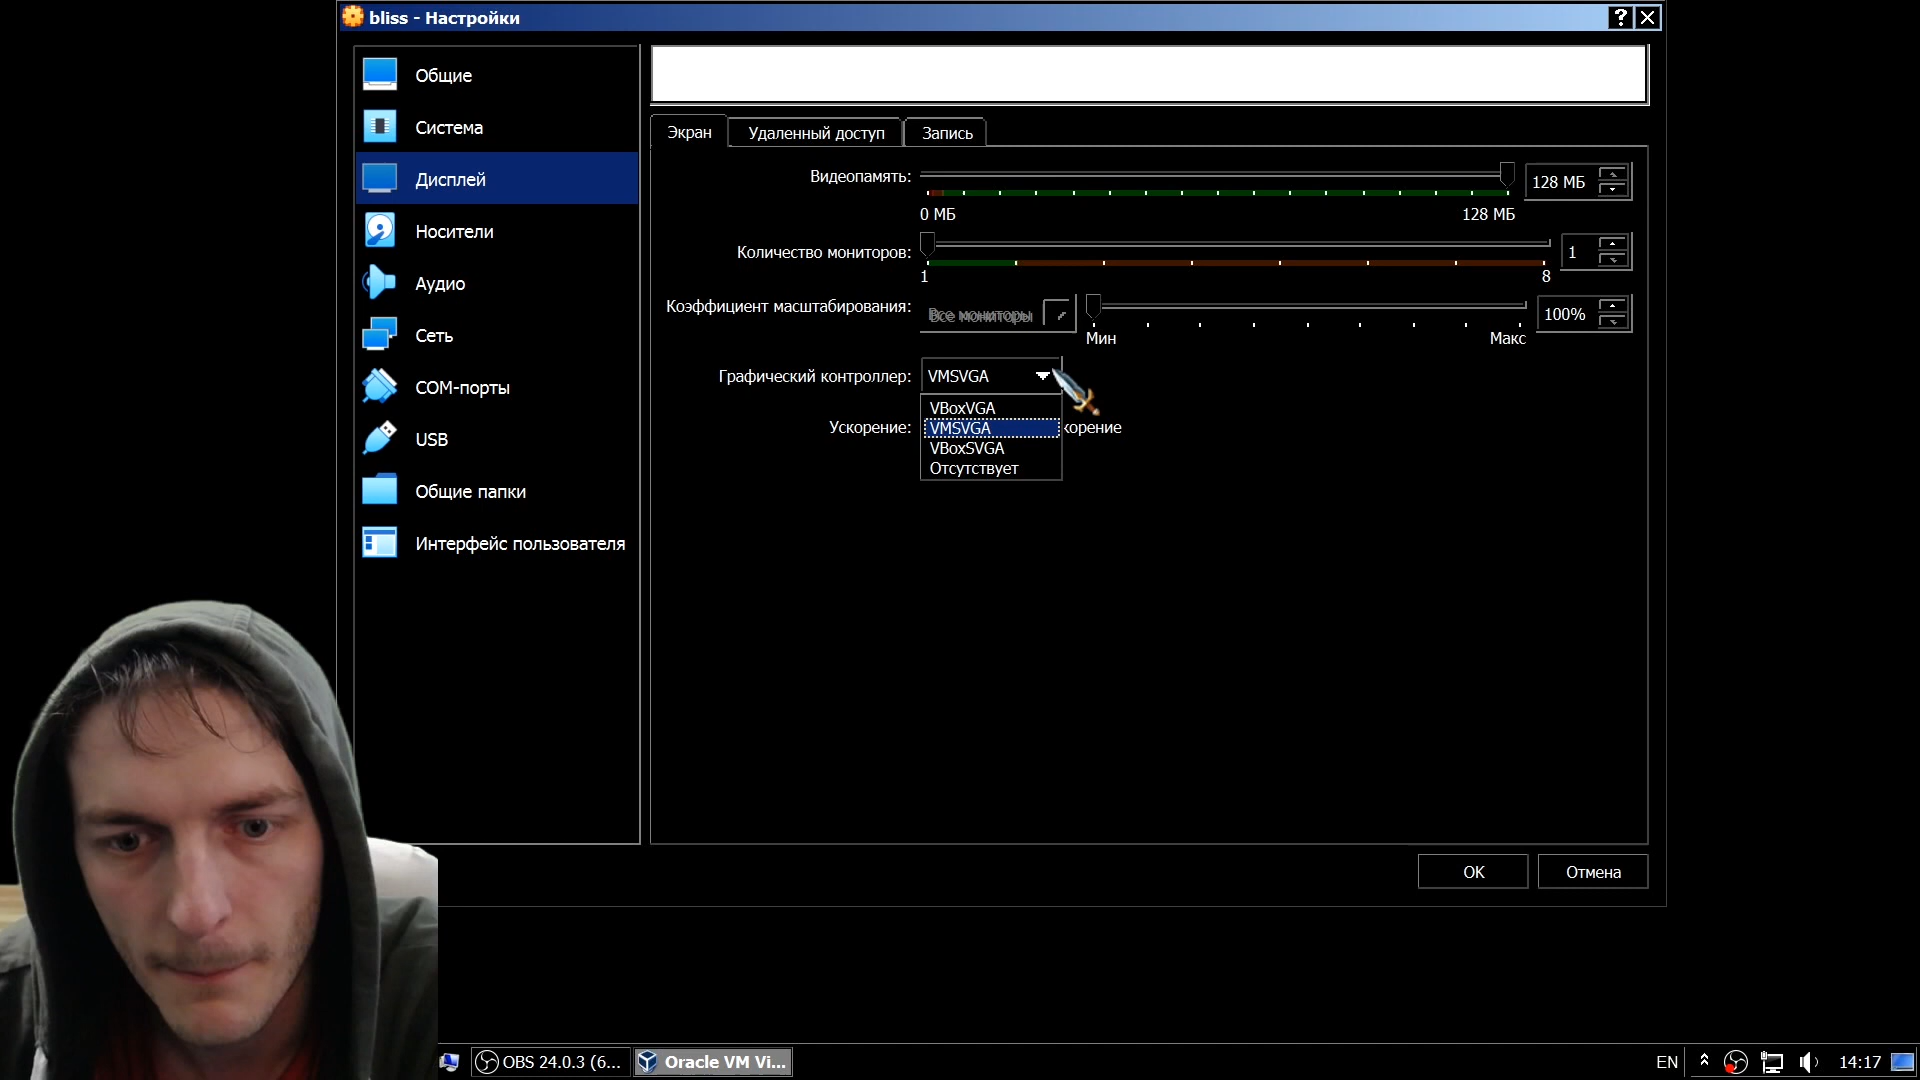 bliss - Настройки
Общие
Система
Дисплей
Носители
Аудио
Сеть
COM-порты
USB
Общие папки
Интерфейс пользователя
Экран
Удаленный доступ
Запись
Видеопамять:
128 МБ
0 МБ
128 МБ
Количество мониторов:
1
1
8
Коэффициент масштабирования:
Все мониторы
100%
Мин
Макс
Графический контроллер:
VMSVGA
VBoxVGA
VMSVGA
VBoxSVGA
Отсутствует
Ускорение:
корение
OK
Отмена
OBS 24.0.3 (6...
Oracle VM Vi...
EN
14:17